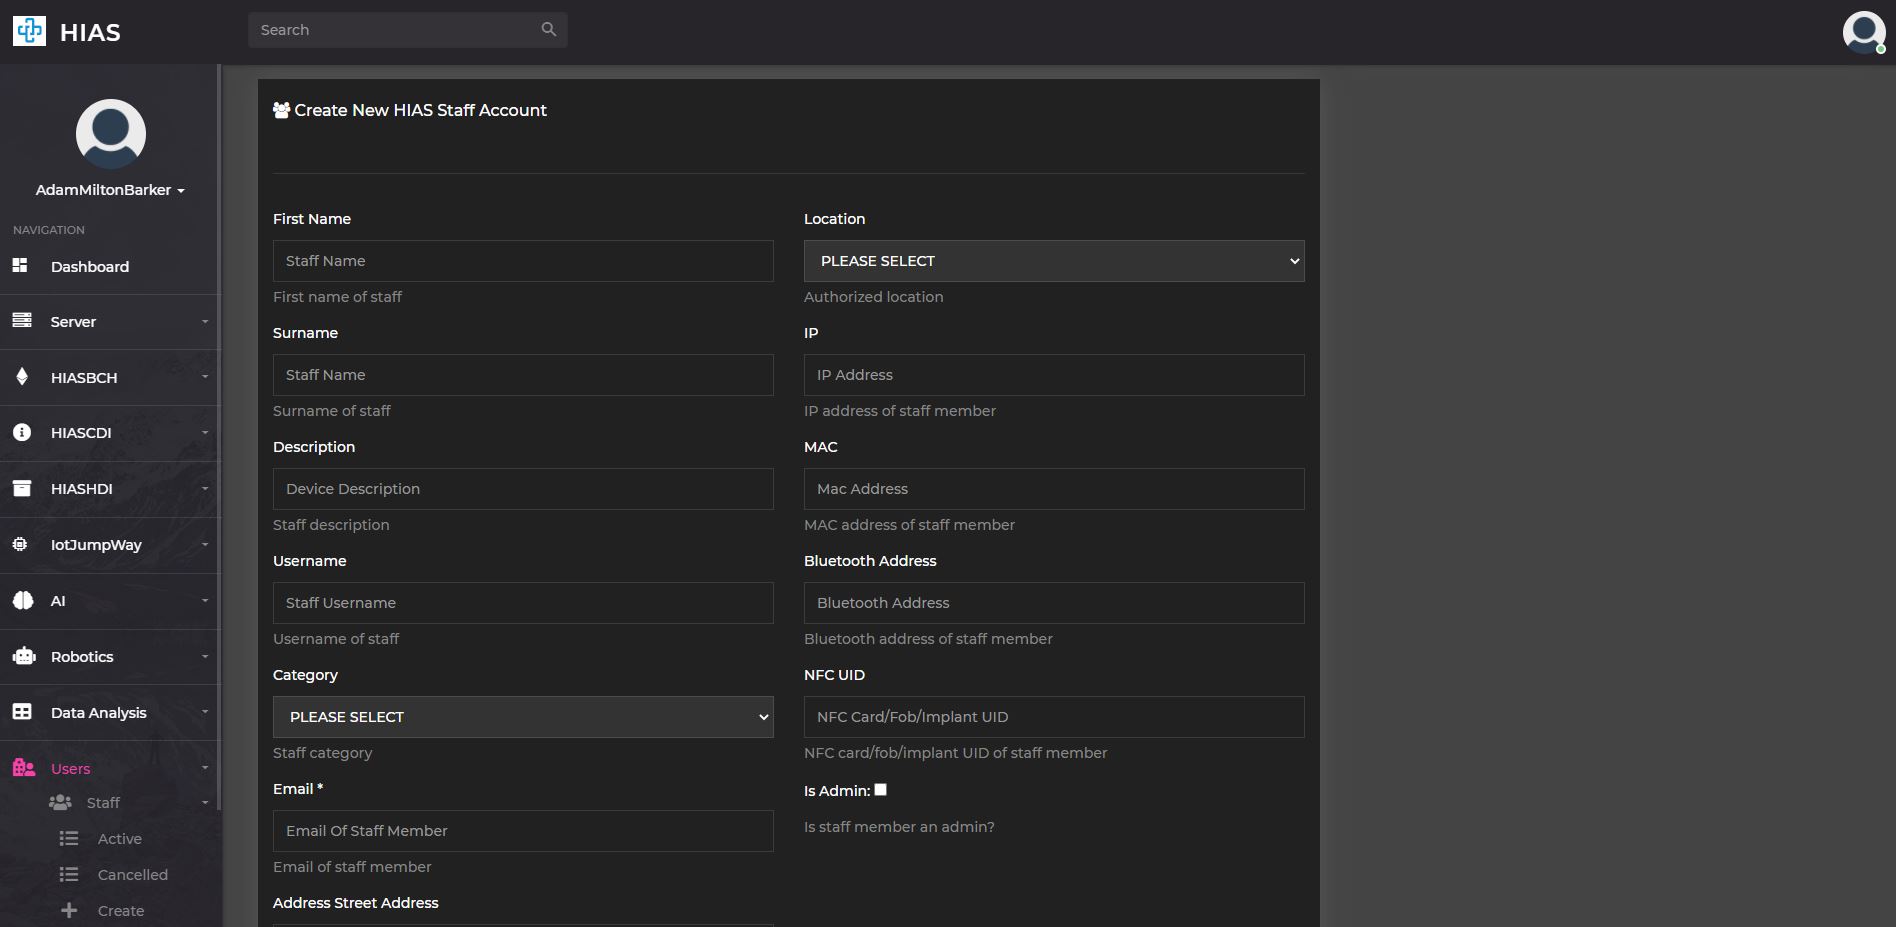 HIAS
Search
AdamMiltonBarker
NAVIGATION
Dashboard
Server
HIASBCH
HIASCDI
HIASHDI
IotJumpWay
AI
Robotics
Data Analysis
Users
Staff
Active
Cancelled
Create
Create New HIAS Staff Account
First Name
Staff Name
First name of staff
Surname
Staff Name
Surname of staff
Description
Device Description
Staff description
Username
Staff Username
Username of staff
Category
PLEASE SELECT
Staff category
Email *
Email Of Staff Member
Email of staff member
Address Street Address
Location
PLEASE SELECT
Authorized location
IP
IP Address
IP address of staff member
MAC
Mac Address
MAC address of staff member
Bluetooth Address
Bluetooth Address
Bluetooth address of staff member
NFC UID
NFC Card/Fob/Implant UID
NFC card/fob/implant UID of staff member
Is Admin:
Is staff member an admin?